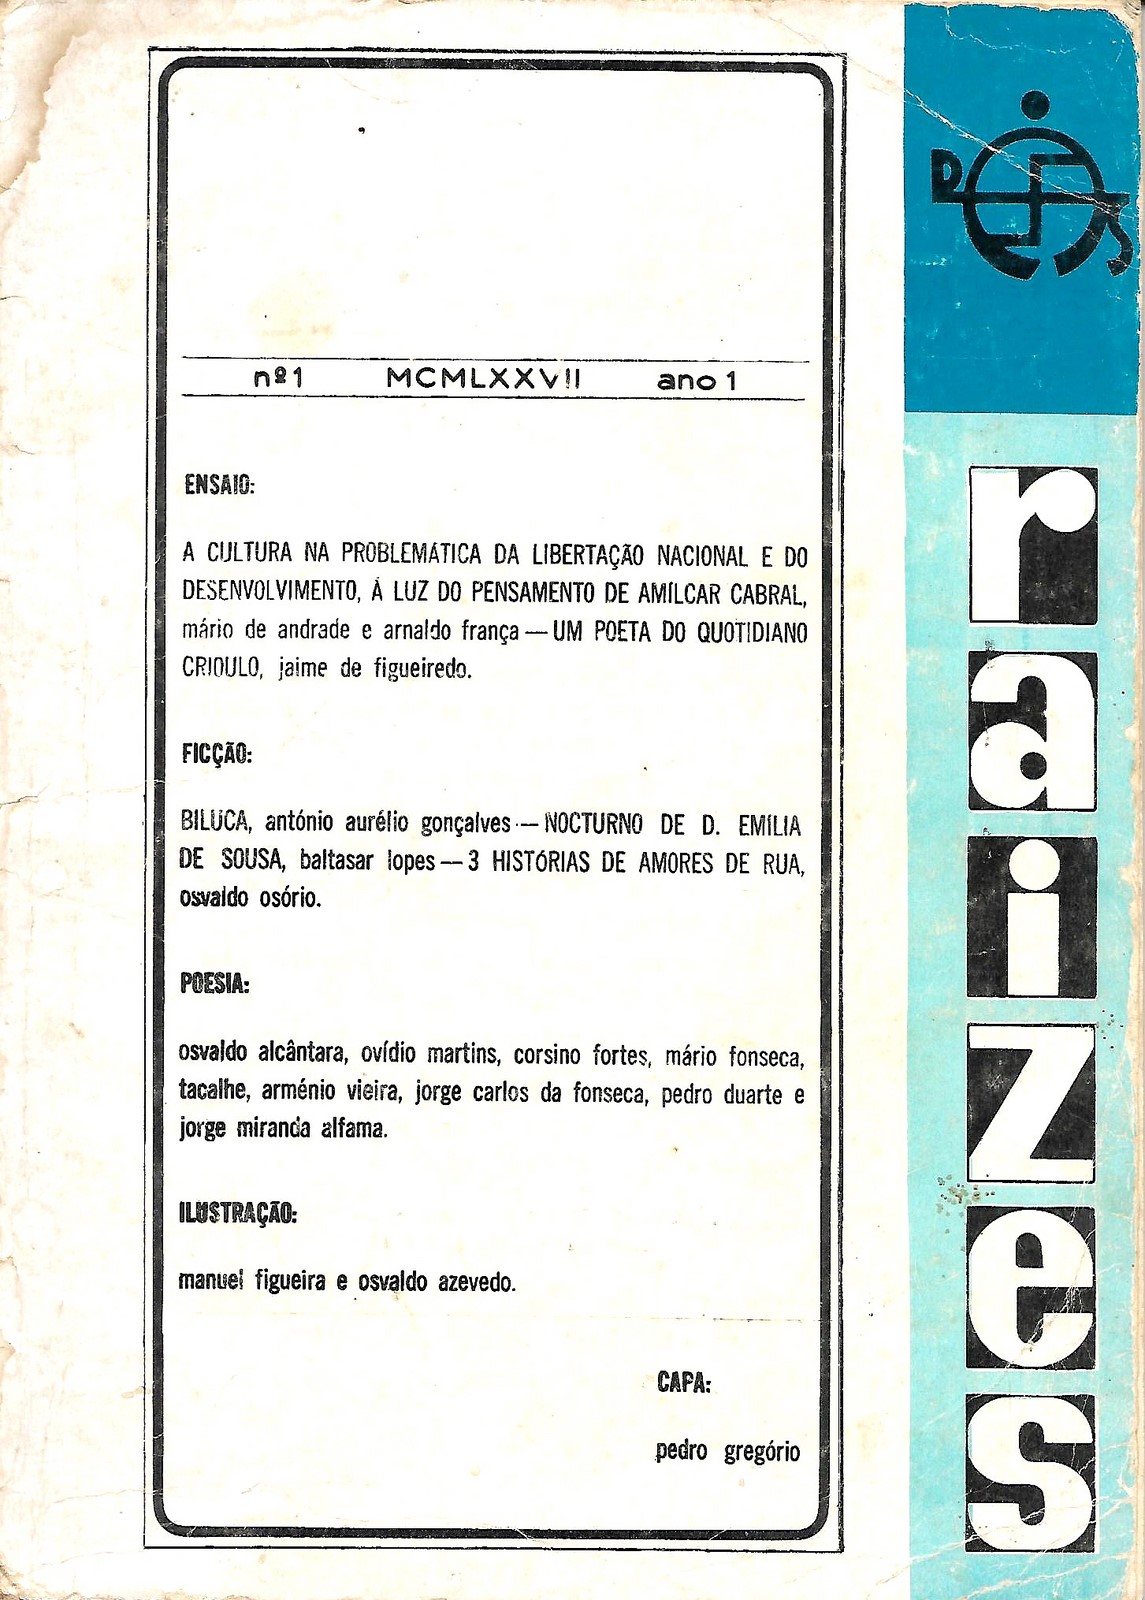 nº1 MCMLXXVII ano 1
ENSAIO:
A CULTURA NA PROBLEMÁTICA DA LIBERTAÇÃO NACIONAL E DO
DESENVOLVIMENTO, À LUZ DO PENSAMENTO DE AMÍLCAR CABRAL,
mário de andrade e arnaldo frança — UM POETA DO QUOTIDIANO
CRIOULO, jaime de figueiredo.
FICÇÃO:
BILUCA, antónio aurélio gonçalves — NOCTURNO DE D. EMÍLIA
DE SOUSA, baltasar lopes — 3 HISTÓRIAS DE AMORES DE RUA,
osvaldo osório.
POESIA:
osvaldo alcântara, ovídio martins, corsino fortes, mário fonseca,
tacalhe, arménio vieira, jorge carlos da fonseca, pedro duarte e
jorge miranda alfama.
ILUSTRAÇÃO:
manuel figueira e osvaldo azevedo.
CAPA:
pedro gregório
raizes